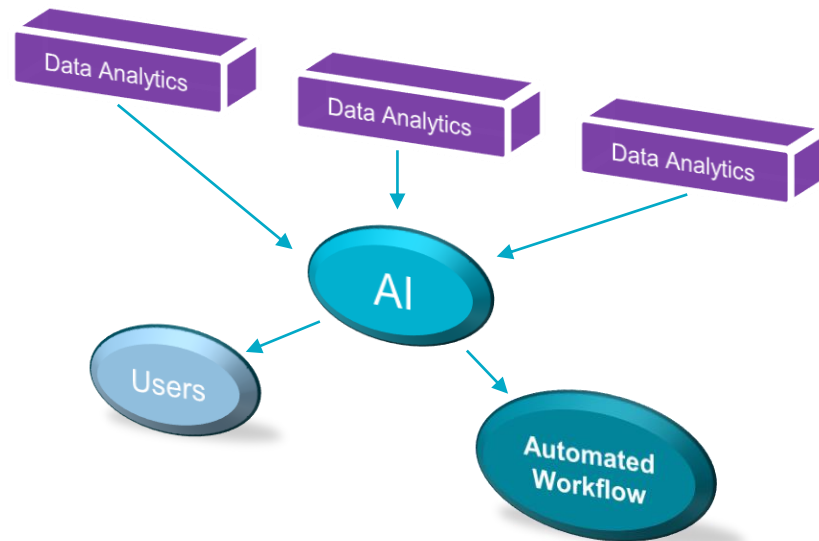 Data Analytics
Data Analytics
Data Analytics
AI
Users
Automated
Workflow